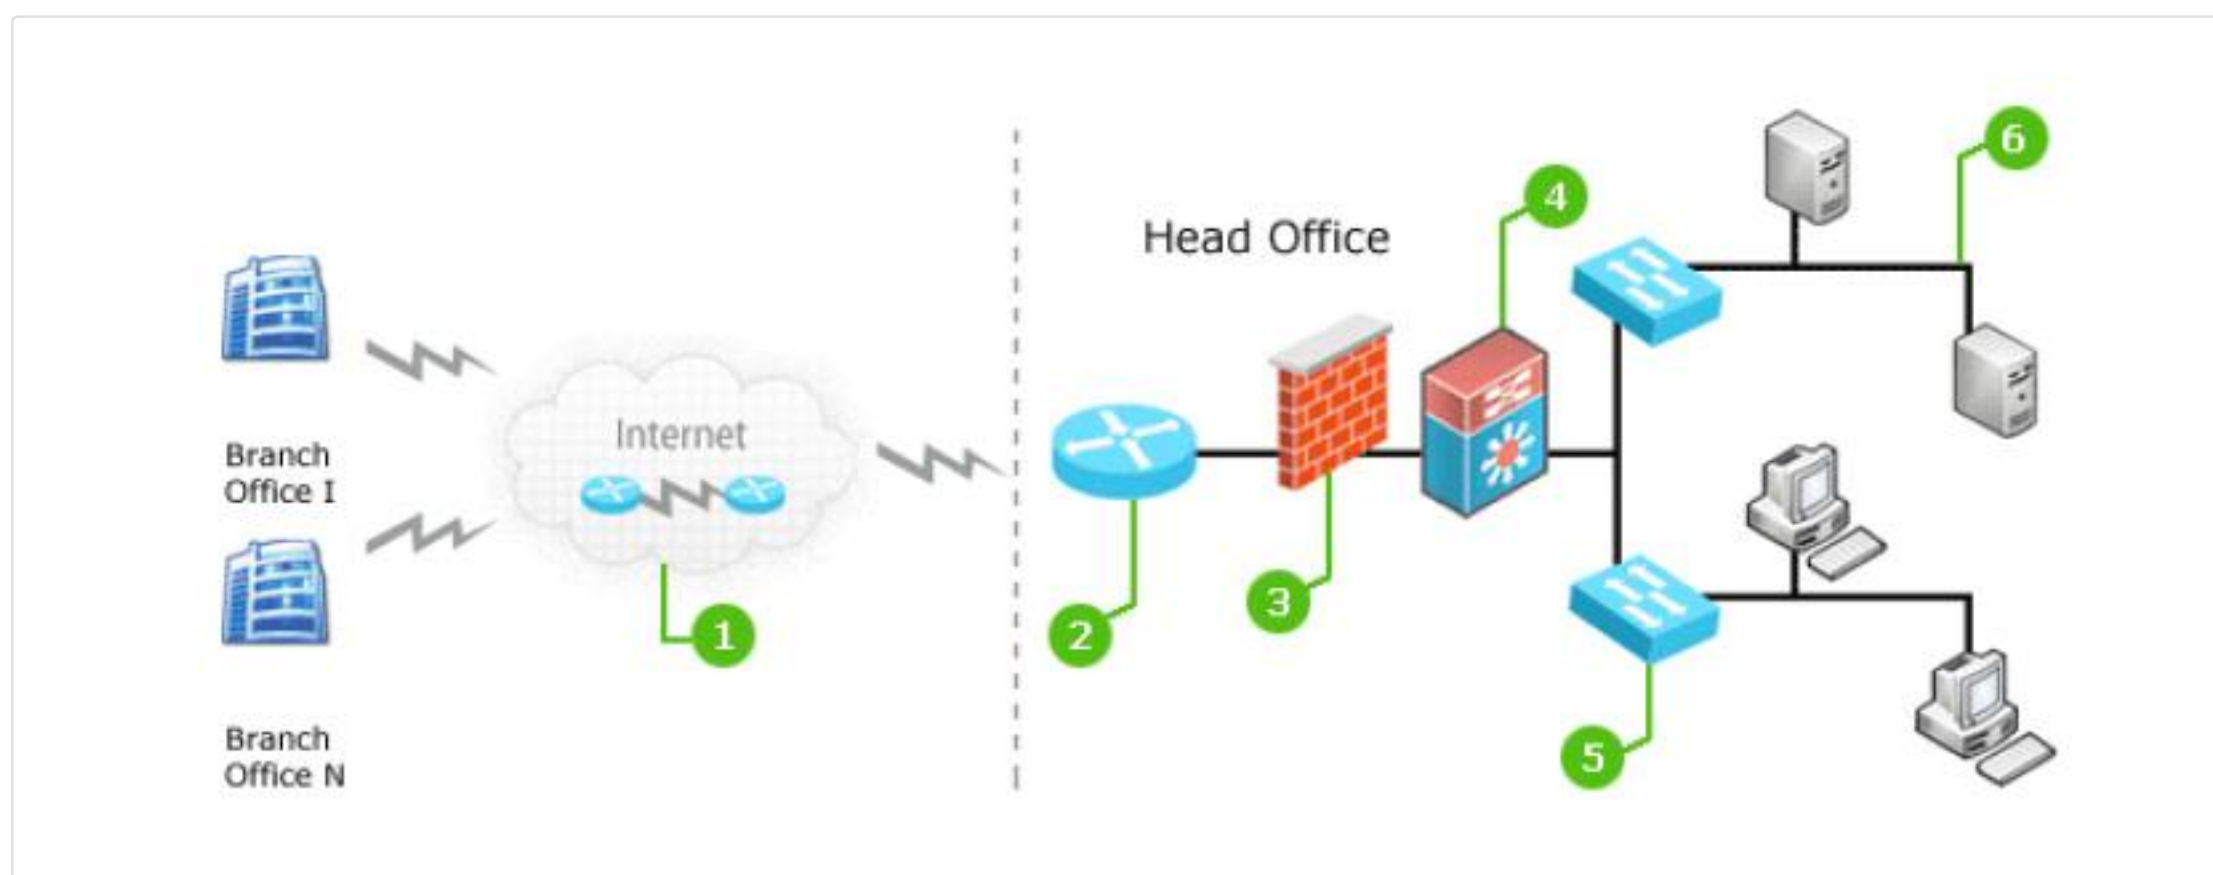 6
4
Head Office
Internet
Branch
Office I
3
1
2
Branch
Office N
5